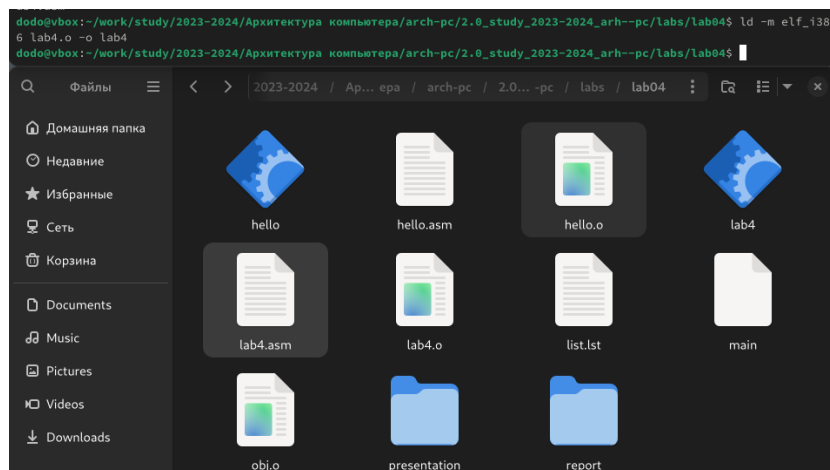 dodo@vbox:~/work/study/2023-2024/Архитектура компьютера/arch-pc/2.0_study_2023-2024_arh--pc/labs/lab04$ ld -m elf_i38
6 lab4.o -o lab4
dodo@vbox:~/work/study/2023-2024/Архитектура компьютера/arch-pc/2.0_study_2023-2024_arh--pc/labs/lab04$
Файлы
2023-2024 / Ap... ера / arch-pc / 2.0... -pc / labs / lab04
Домашняя папка
Недавние
Избранные
Сеть
Корзина
Documents
Music
Pictures
Videos
Downloads
hello hello.asm hello.o lab4
lab4.asm lab4.o list.lst main
obj.o presentation report